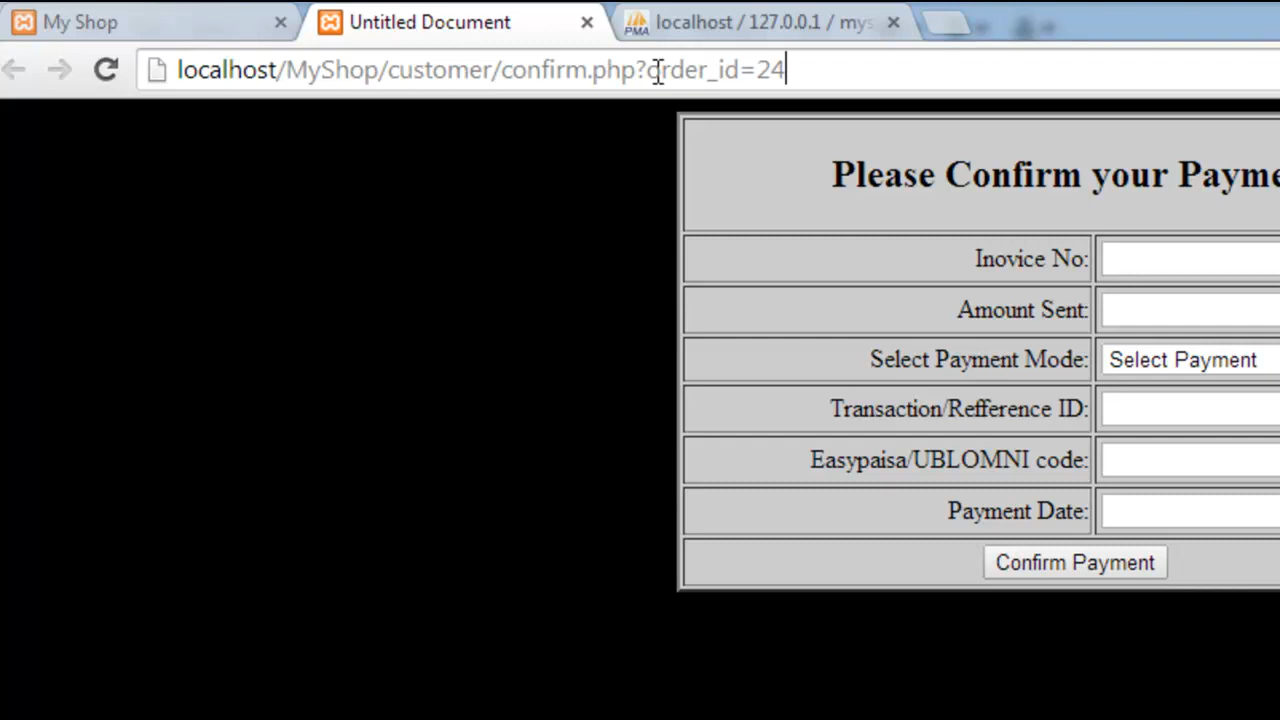 My Shop
Untitled Document
PMA
localhost / 127.0.0.1 / mys
localhost/MyShop/customer/confirm.php?order_id=24
Please Confirm your Payme
Inovice No:
Amount Sent:
Select Payment Mode:
Select Payment
Transaction/Refference ID:
Easypaisa/UBLOMNI code:
Payment Date:
Confirm Payment